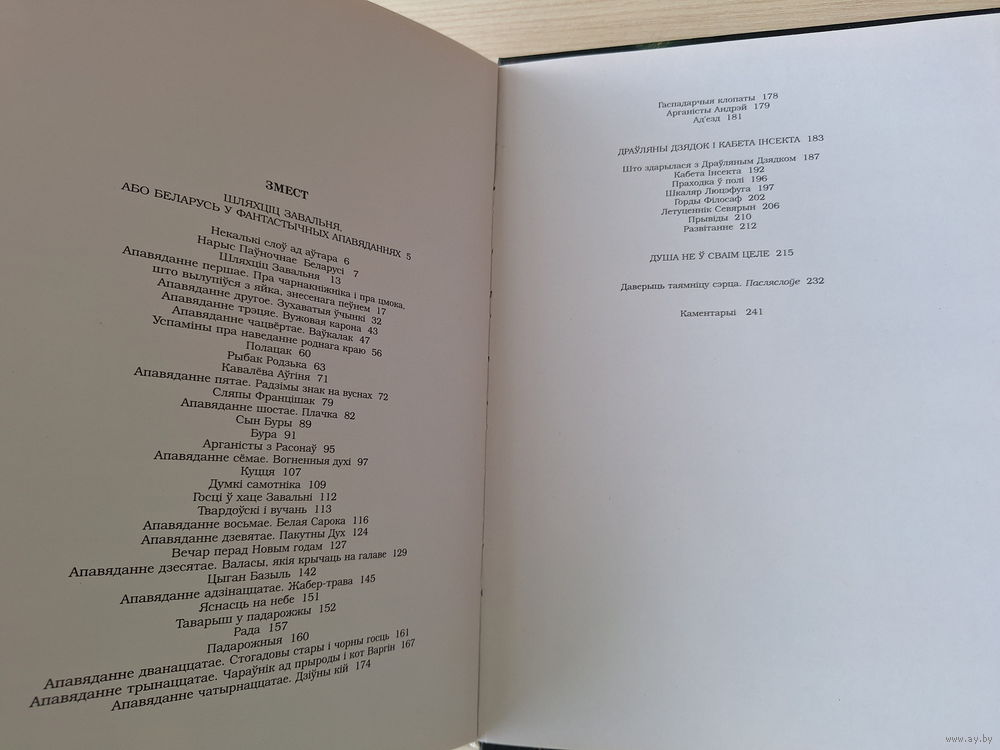 ЗМЕСТ
ШЛЯХЦІЦ ЗАВАЛЬНЯ,
АБО БЕЛАРУСЬ У ФАНТАСТЫЧНЫХ АПАВЯДАННЯХ 5
Некалькі слоў ад аўтара 6
Нарыс Паўночнае Беларусі 7
Шляхціц Завальня 13
Апавяданне першае. Пра чарнакніжніка і пра цмока,
што вылупіўся з яйка, знесенага пеўнем 17
Апавяданне другое. Зухаватыя ўчынкі 32
Апавяданне трэцяе. Вужовая карона 43
Апавяданне чацвёртае. Ваўкалак 47
Успаміны пра наведанне роднага краю 56
Полацак 60
Рыбак Родзька 63
Кавалёва Аўгіня 71
Апавяданне пятае. Радзімы знак на вуснах 72
Сляпы Францішак 79
Апавяданне шостае. Плачка 82
Сын Буры 89
Бура 91
Арганісты з Расонаў 95
Апавяданне сёмае. Вогненныя духі 97
Куцця 107
Думкі самотніка 109
Госці ў хаце Завальні 112
Твардоўскі і вучань 113
Апавяданне восьмае. Белая Сарока 116
Апавяданне дзевятае. Пакутны Дух 124
Вечар перад Новым годам 127
Апавяданне дзесятае. Валасы, якія крычаць на галаве 129
Цыган Базыль 142
Апавяданне адзінаццатае. Жабер-трава 145
Яснасць на небе 151
Таварыш у падарожжы 152
Рада 157
Падарожныя 160
Апавяданне дванаццатае. Стогадовы стары і чорны госць 161
Апавяданне трынаццатае. Чараўнік ад прыроды і кот Варгін 167
Апавяданне чатырнаццатае. Дзіўны кій 174
Гаспадарчыя клопаты 178
Арганісты Андрэй 179
Ад'езд 181
ДРАЎЛЯНЫ ДЗЯДОК І КАБЕТА ІНСЕКТА 183
Што здарылася з Драўляным Дзядком 187
Кабета Інсекта 192
Праходка ў полі 196
Шкаляр Люцэфуга 197
Горды Філосаф 202
Летуценнік Севярын 206
Прывіды 210
Развітанне 212
ДУША НЕ Ў СВАІМ ЦЕЛЕ 215
Даверыць таямніцу сэрца. Пасляслоўе 232
Каментарыі 241
www.ay.by